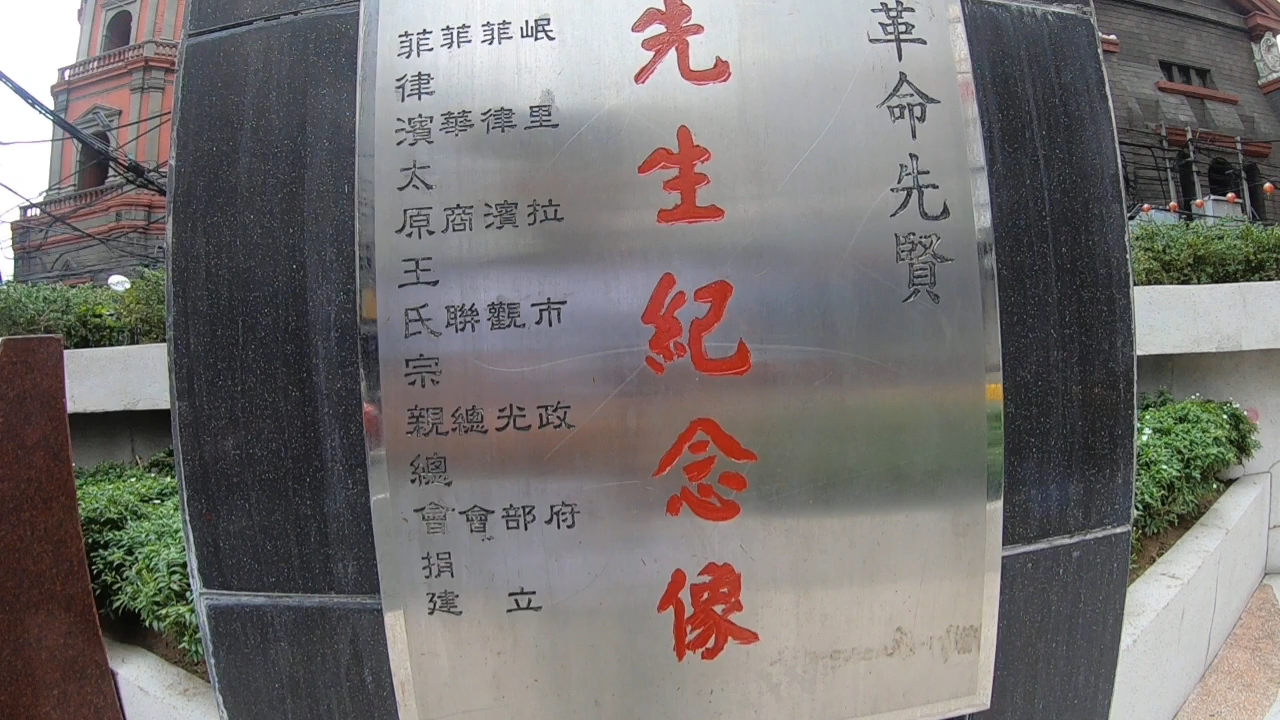 革命先賢
先生紀念像
岷里拉市政府
菲律濱觀光部立
菲華商聯總會
菲律濱太原王氏宗親總會捐建